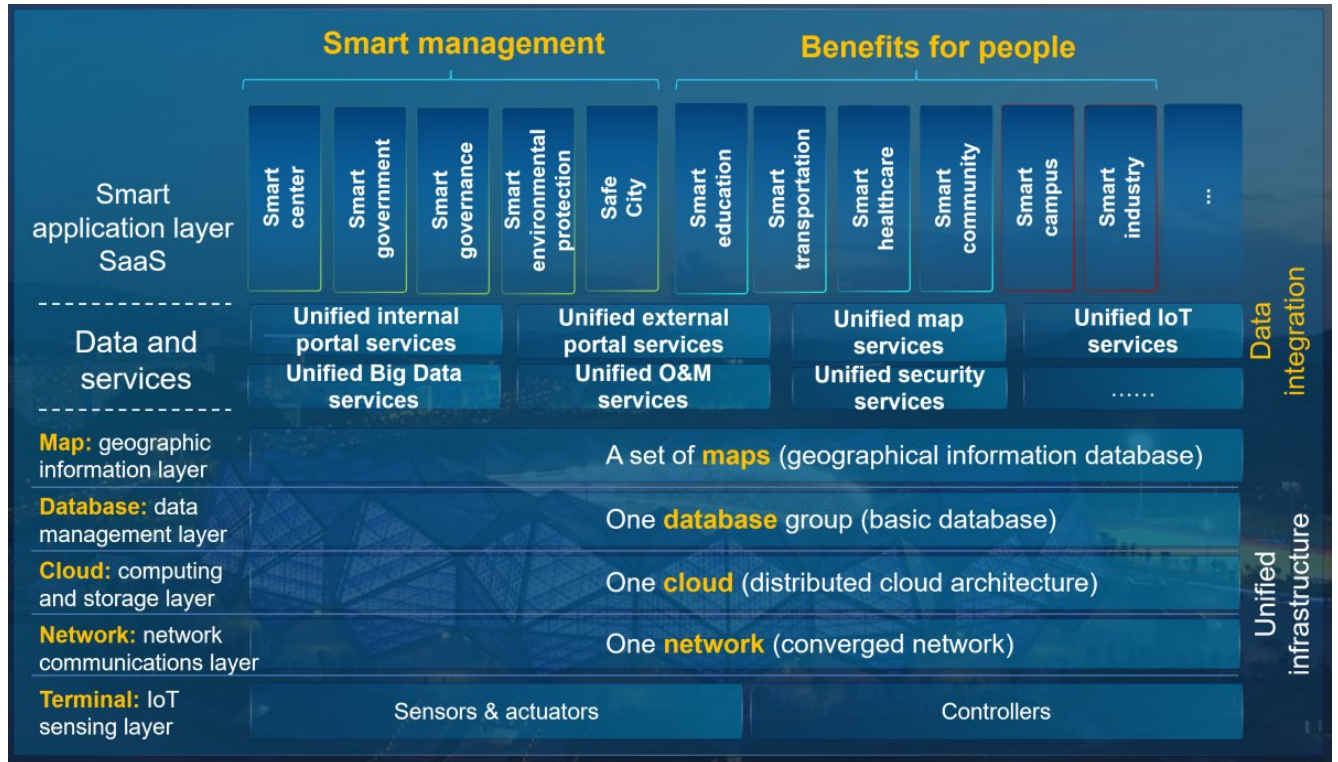 Smart management
Benefits for people
Smart
application layer
SaaS
Smart
center
Smart
government
Smart
governance
Smart
environmental
protection
Safe
City
Smart
education
Smart
transportation
Smart
healthcare
Smart
community
Smart
campus
Smart
industry
...
Data and
services
Unified internal
portal services
Unified external
portal services
Unified map
services
Unified IoT
services
Unified Big Data
services
Unified O&M
services
Unified security
services
......
Data
integration
Map: geographic
information layer
A set of maps (geographical information database)
Database: data
management layer
One database group (basic database)
Cloud: computing
and storage layer
One cloud (distributed cloud architecture)
Network: network
communications layer
One network (converged network)
Terminal: IoT
sensing layer
Sensors & actuators
Controllers
Unified
infrastructure